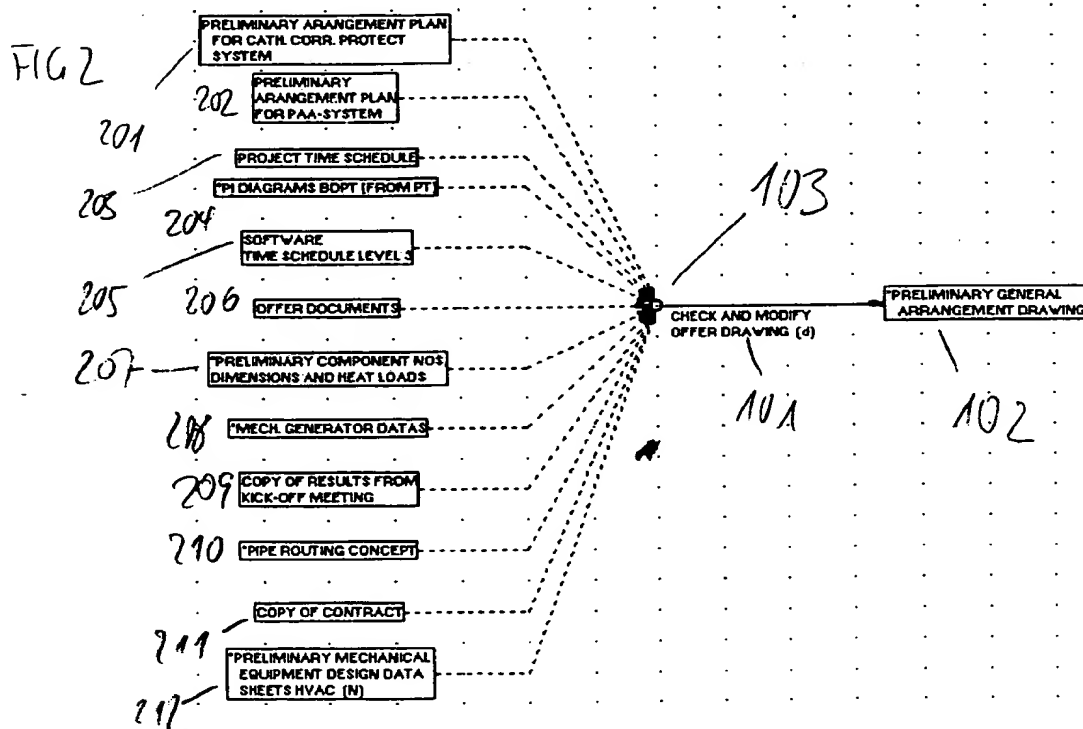 FIG 2
PRELIMINARY ARANGEMENT PLAN
FOR CATH. CORR. PROTECT
SYSTEM
201
PRELIMINARY
ARANGEMENT PLAN
FOR PAA-SYSTEM
202
PROJECT TIME SCHEDULE
203
*PI DIAGRAMS BDPT (FROM PT)
204
SOFTWARE
TIME SCHEDULE LEVEL 3
205
206
OFFER DOCUMENTS
207
*PRELIMINARY COMPONENT NOS
DIMENSIONS AND HEAT LOADS
208
*MECH. GENERATOR DATAS
209
COPY OF RESULTS FROM
KICK-OFF MEETING
210
*PIPE ROUTING CONCEPT
COPY OF CONTRACT
211
*PRELIMINARY MECHANICAL
EQUIPMENT DESIGN DATA
SHEETS HVAC (N)
212
103
CHECK AND MODIFY
OFFER DRAWING (d)
101
*PRELIMINARY GENERAL
ARRANGEMENT DRAWING
102